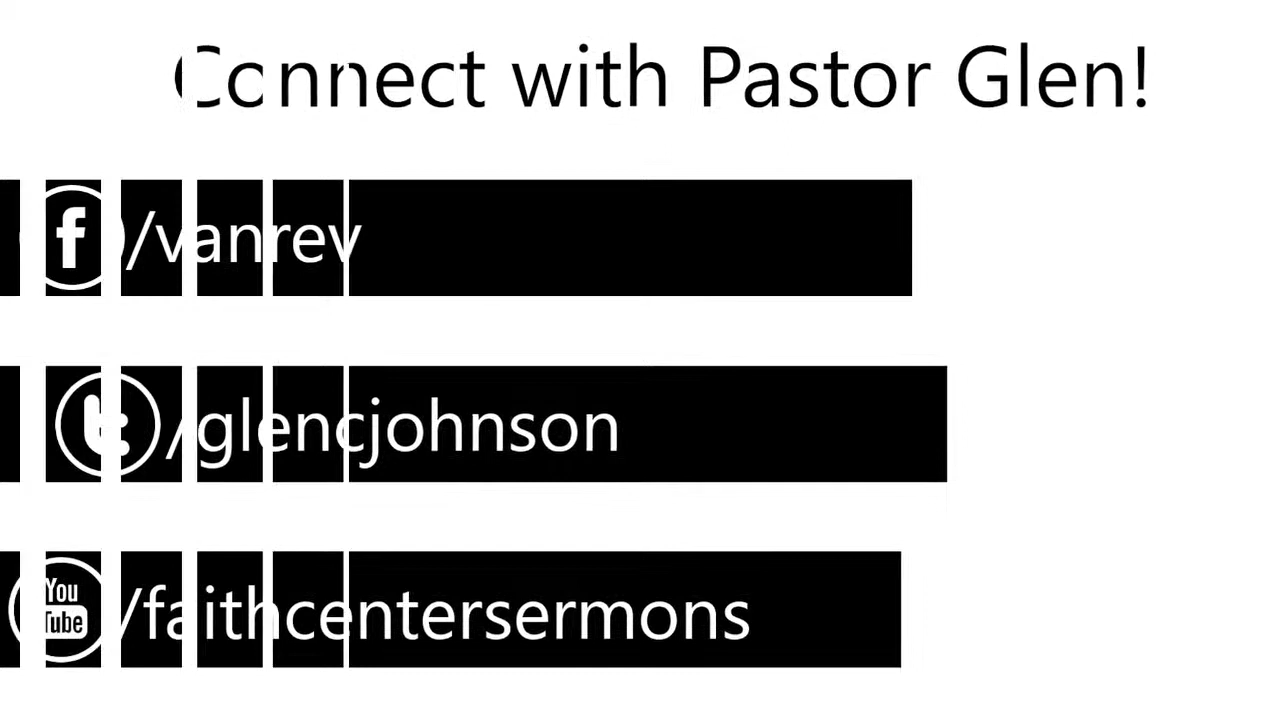 Connect with Pastor Glen!
f /vanrev
t /glencjohnson
You
Tube /faithcentersermons